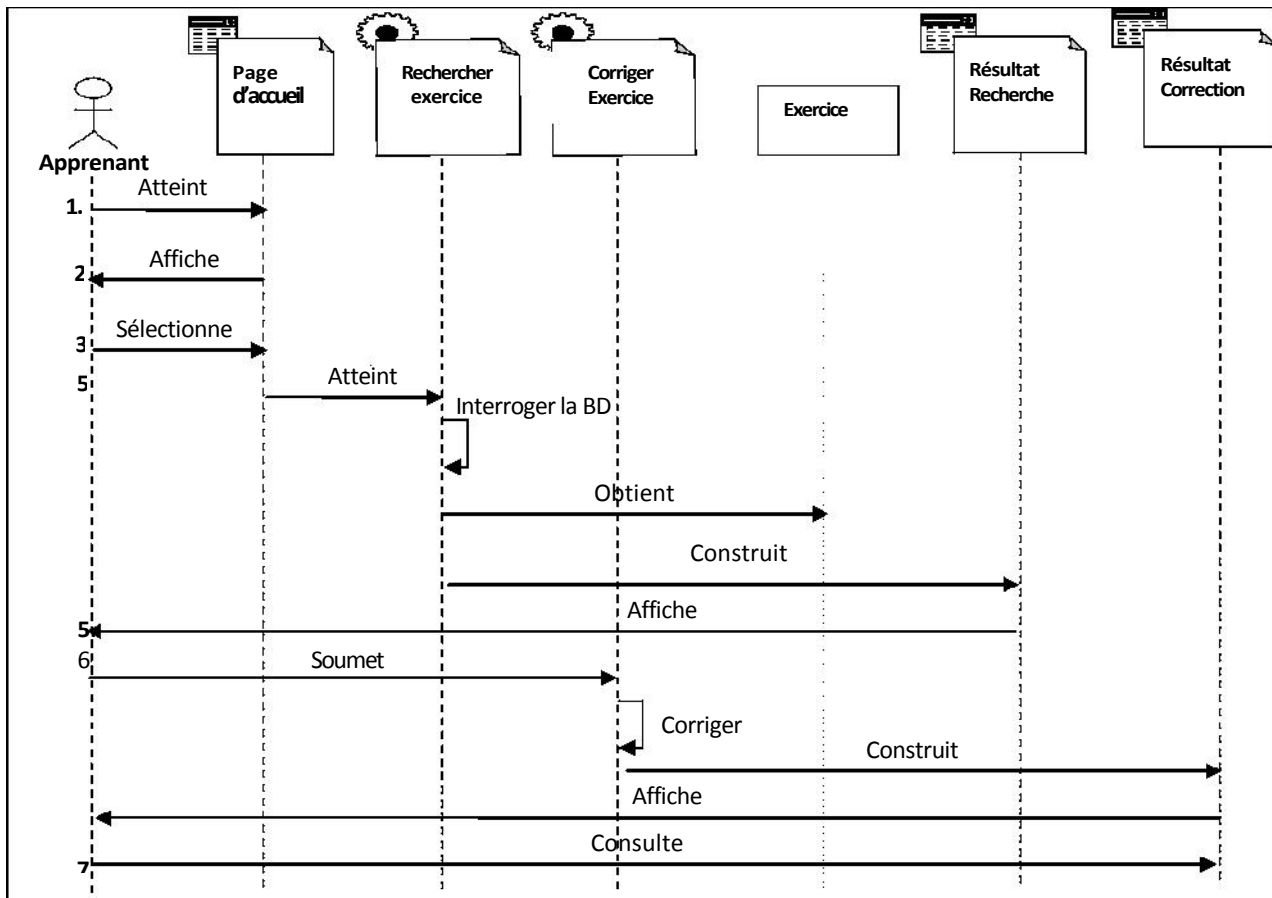 Page
d'accueil
Rechercher
exercice
Corriger
Exercice
Exercice
Résultat
Recherche
Résultat
Correction
Apprenant
Atteint
1.
Affiche
2
Sélectionne
3
5
Atteint
Interroger la BD
Obtient
Construit
Affiche
5
6
Soumet
Corriger
Construit
Affiche
Consulte
7